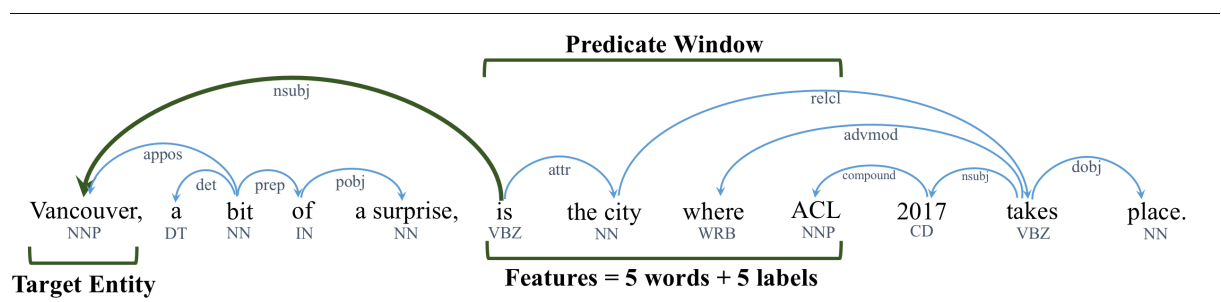 Predicate Window
nsubj
relcl
advmod
appos
det
prep
pobj
attr
compound
nsubj
dobj
Vancouver, a bit of a surprise, is the city where ACL 2017 takes place.
NNP DT NN IN NN VBZ NN WRB NNP CD VBZ NN
Target Entity
Features = 5 words + 5 labels